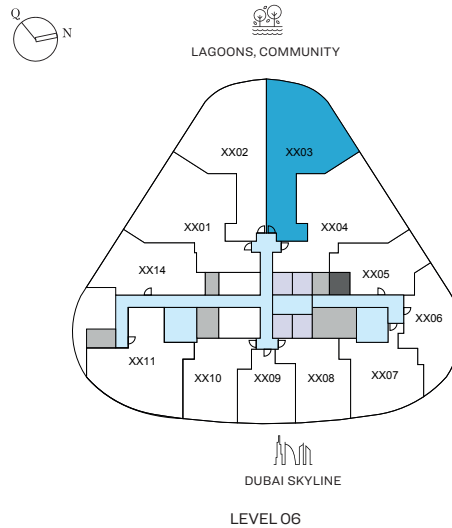 Q
N
LAGOONS, COMMUNITY
XX02
XX03
XX01
XX04
XX14
XX05
XX06
XX11
XX10
XX09
XX08
XX07
DUBAI SKYLINE
LEVEL 06